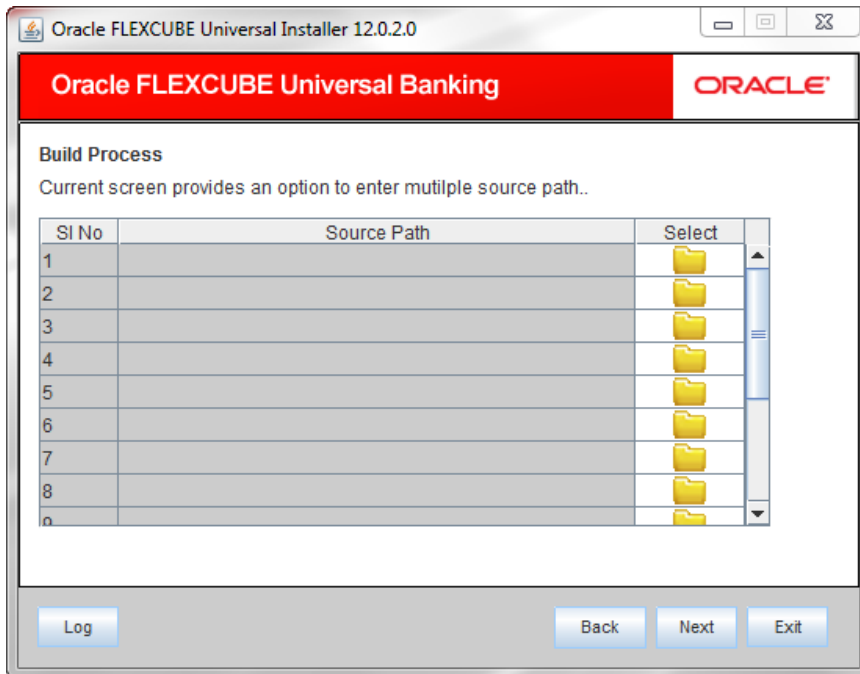 Oracle FLEXCUBE Universal Installer 12.0.2.0
Oracle FLEXCUBE Universal Banking
ORACLE
Build Process
Current screen provides an option to enter mutilple source path..
Sl No Source Path Select
1
2
3
4
5
6
7
8
9
Log Back Next Exit